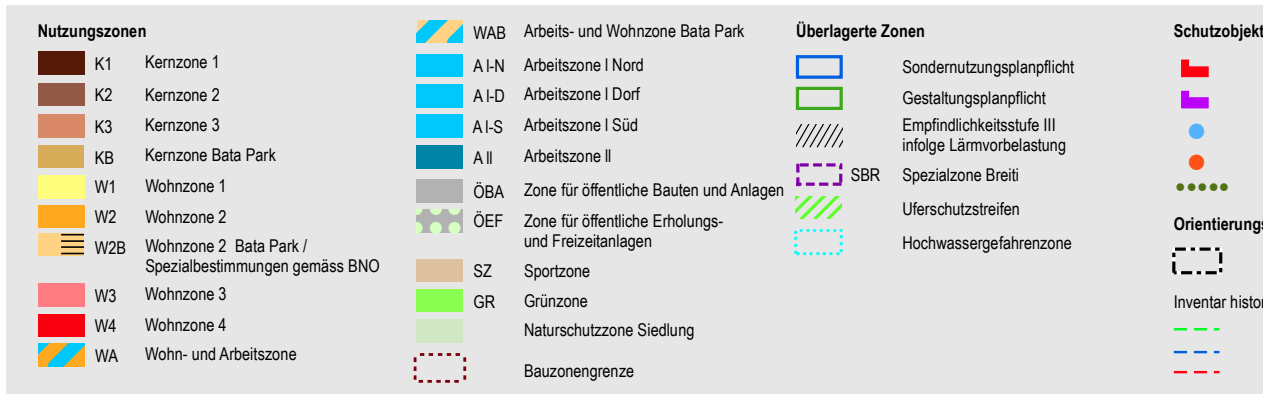 Nutzungszonen
K1 Kernzone 1
K2 Kernzone 2
K3 Kernzone 3
KB Kernzone Bata Park
W1 Wohnzone 1
W2 Wohnzone 2
W2B Wohnzone 2 Bata Park /
Spezialbestimmungen gemäss BNO
W3 Wohnzone 3
W4 Wohnzone 4
WA Wohn- und Arbeitszone
WAB Arbeits- und Wohnzone Bata Park
A I-N Arbeitszone I Nord
A I-D Arbeitszone I Dorf
A I-S Arbeitszone I Süd
A II Arbeitszone II
ÖBA Zone für öffentliche Bauten und Anlagen
ÖEF Zone für öffentliche Erholungs-
und Freizeitanlagen
SZ Sportzone
GR Grünzone
Naturschutzzone Siedlung
Bauzonengrenze
Überlagerte Zonen
Sondernutzungsplanpflicht
Gestaltungsplanpflicht
Empfindlichkeitsstufe III
infolge Lärmvorbelastung
SBR Spezialzone Breiti
Uferschutzstreifen
Hochwassergefahrenzone
Schutzobjekt
Orientierungs
Inventar histor